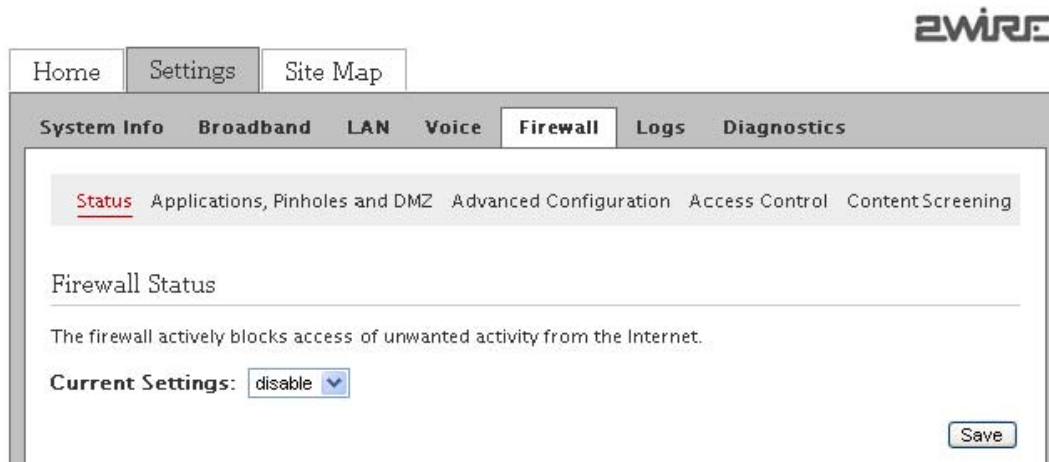 2WIRE
Home Settings Site Map
System Info Broadband LAN Voice Firewall Logs Diagnostics
Status Applications, Pinholes and DMZ Advanced Configuration Access Control Content Screening
Firewall Status
The firewall actively blocks access of unwanted activity from the Internet.
Current Settings: disable
Save